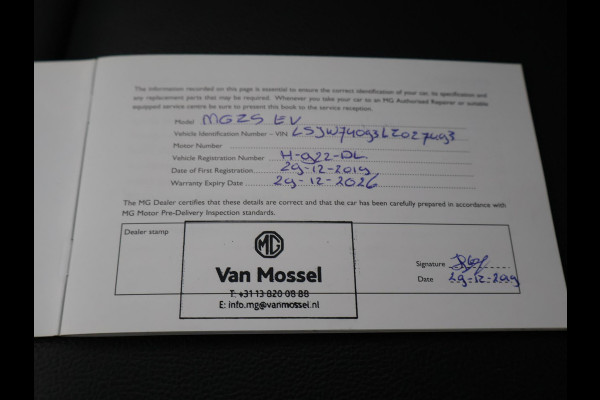 The information recorded on this page is essential to ensure the correct identification of your car, its specification and
any replacement parts that may be required. Whenever you take your car to an MG Authorised Repairer or suitable
equipped service centre be sure to present this book to the service reception.
Model MGZS EV
Vehicle Identification Number – VIN LSJW74093LZ027493
Motor Number
Vehicle Registration Number H-922-DL
Date of First Registration 29-12-2019
Warranty Expiry Date 29-12-2026
The MG Dealer certifies that these details are correct and that the car has been carefully prepared in accordance with
MG Motor Pre-Delivery Inspection standards.
Dealer stamp
MG
Van Mossel
T: +31 13 820 08 88
E: info.mg@vanmossel.nl
Signature
Date 29-12-2019